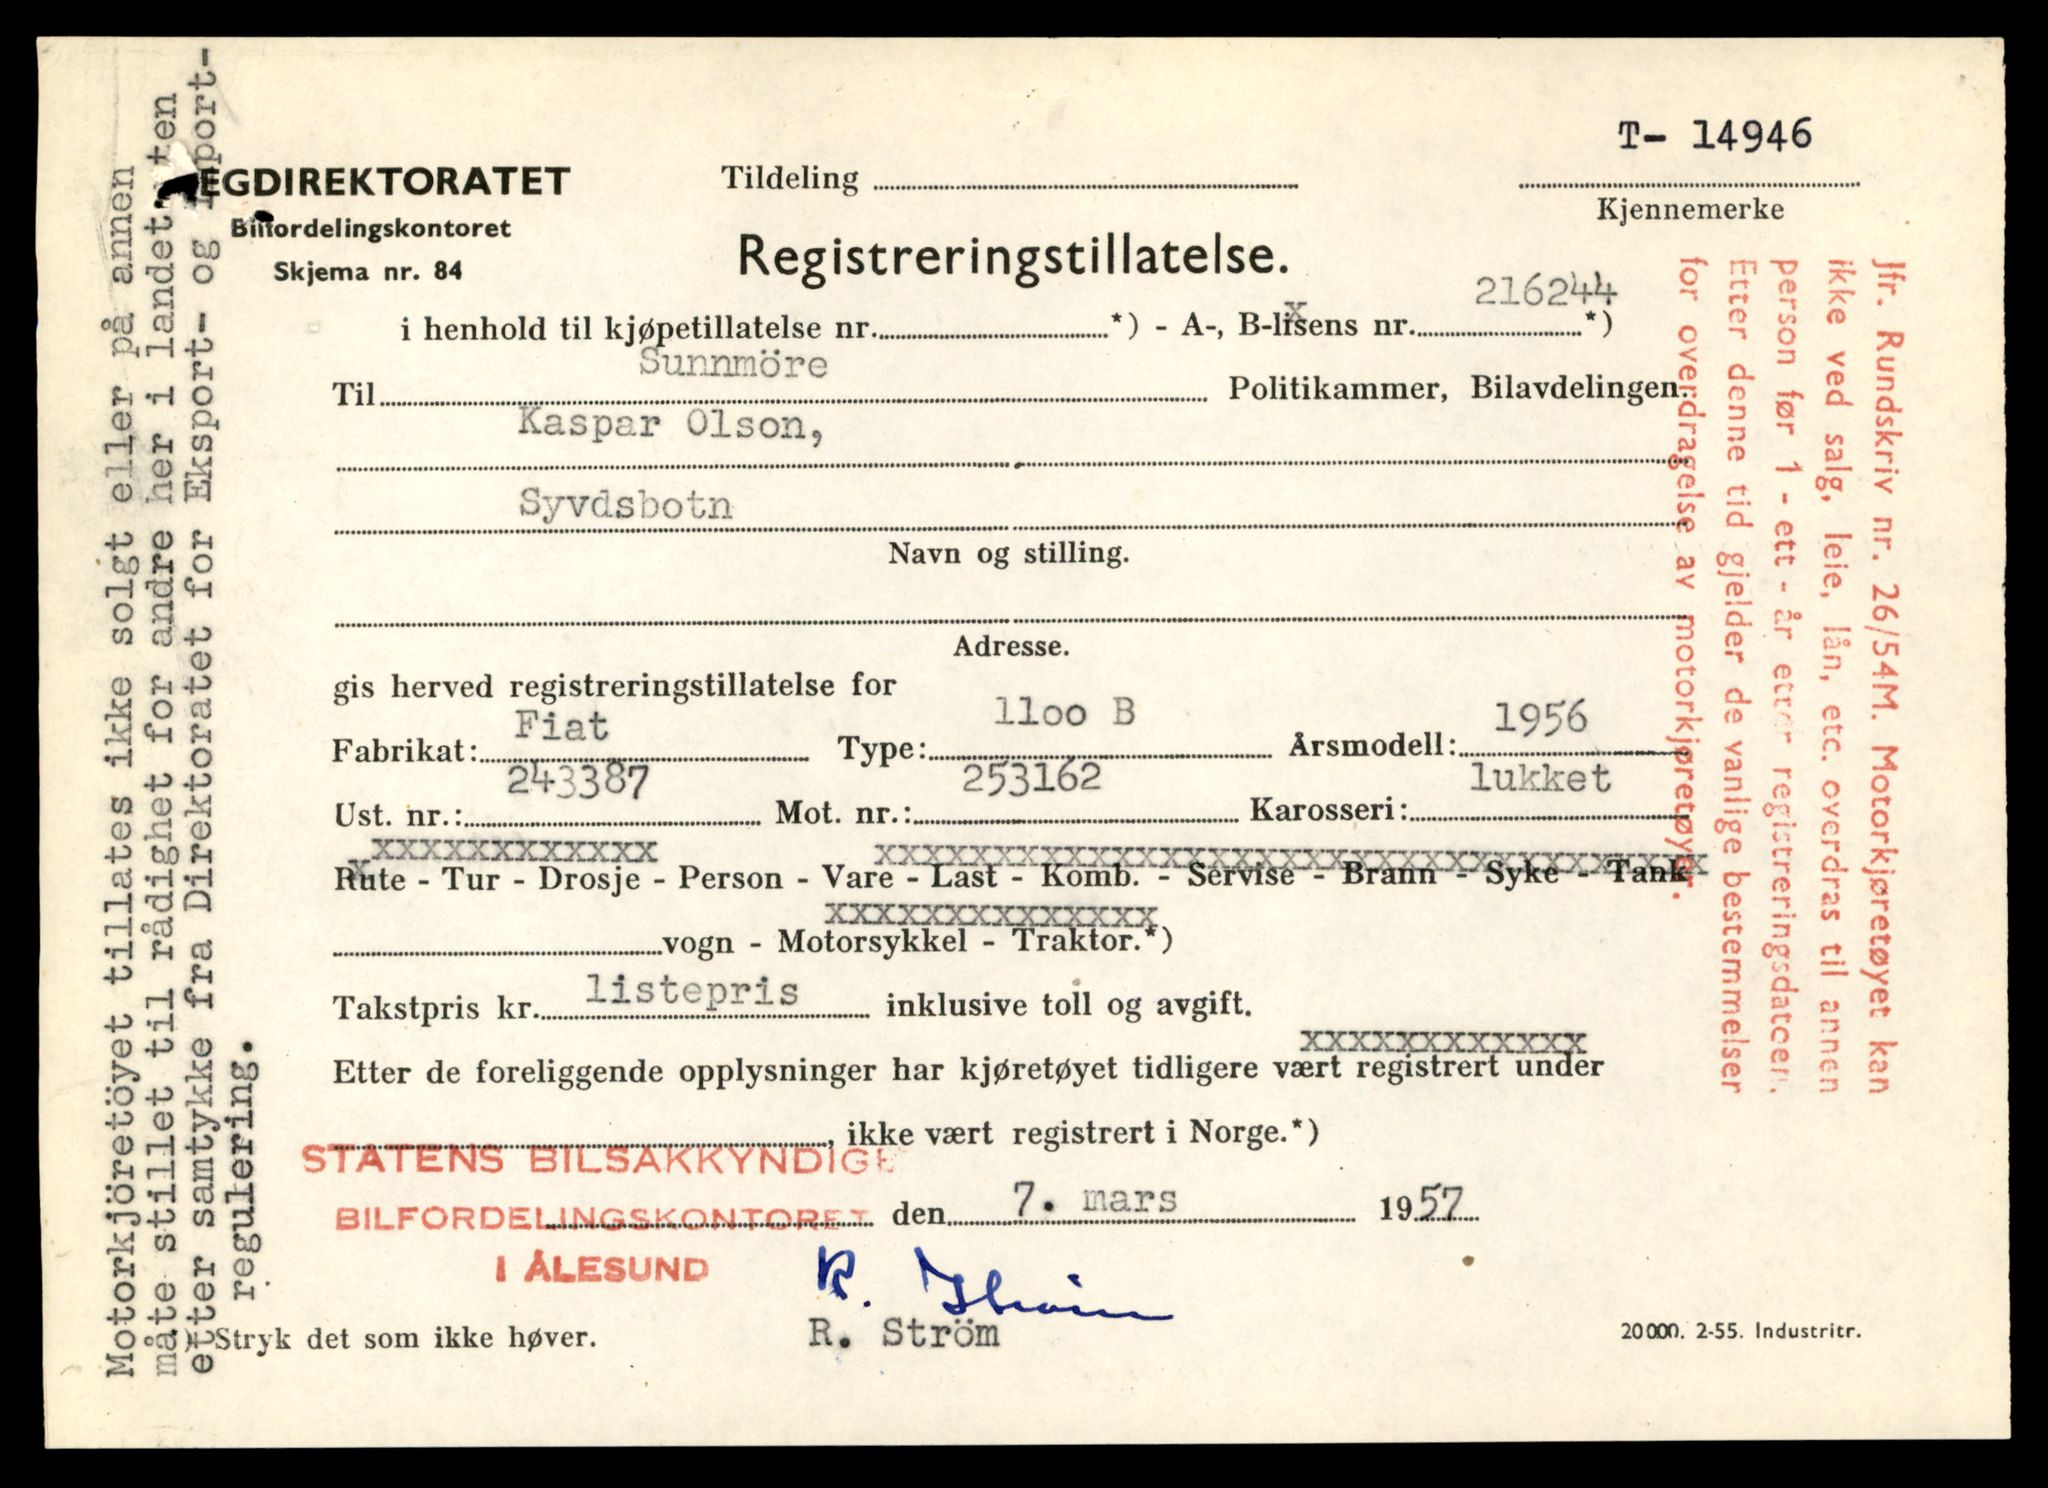 T- 14946
EGDIREKTORATET
Tildeling
Kjennemerke
Bilfordelingskontoret
Skjema nr. 84
Registreringstillatelse.
216244
i henhold til kjøpetillatelse nr. *) - A-, B-lisens nr. *)
Sunnmöre
Til Politikammer, Bilavdelingen.
Kaspar Olson,
Syvdsbotn
Navn og stilling.
Adresse.
gis herved registreringstillatelse for
Fabrikat: Fiat Type: 11oo B Årsmodell: 1956
Ust. nr.: 243387 Mot. nr.: 253162 Karosseri: lukket
xxxxxxxxxxxx
Rute - Tur - Drosje - Person - Vare - Last - Komb. - Servise - Brann - Syke - Tank
xxxxxxxxxxxxxx
vogn - Motorsykkel - Traktor.*)
Takstpris kr. listepris inklusive toll og avgift.
xxxxxxxxxxxx
Etter de foreliggende opplysninger har kjøretøyet tidligere vært registrert under
, ikke vært registrert i Norge.*)
STATENS BILSAKKYNDIGE
BILFORDELINGSKONTORET den 7. mars 1957
I ÅLESUND
R. Ström
R. Ström
*) Stryk det som ikke høver.
20000. 2-55. Industritr.
Motorkjöretöyet tillates ikke solgt eller på annen
måte stillet til rådighet for andre her i landet uten
etter samtykke fra Direktoratet for Eksport- og Import-
regulering.
Jfr. Rundskriv nr. 26/54M. Motorkjøretøyet kan
ikke ved salg, leie, lån, etc. overdras til annen
person før 1 - ett - år etter registreringsdatoen.
Etter denne tid gjelder de vanlige bestemmelser
for overdragelse av motorkjøretøyer.